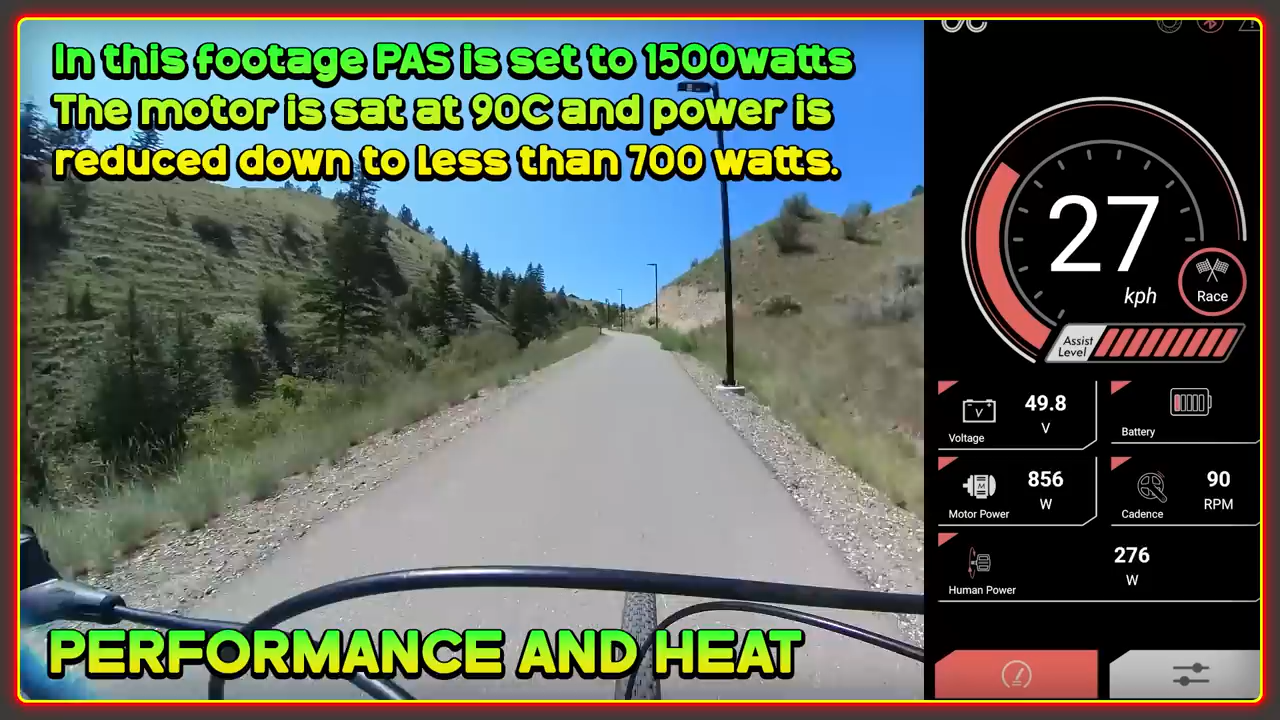 In this footage PAS is set to 1500watts
The motor is sat at 90C and power is
reduced down to less than 700 watts.
27
kph
Race
Assist
Level
49.8
V
Voltage
Battery
856
W
Motor Power
90
RPM
Cadence
276
W
Human Power
PERFORMANCE AND HEAT